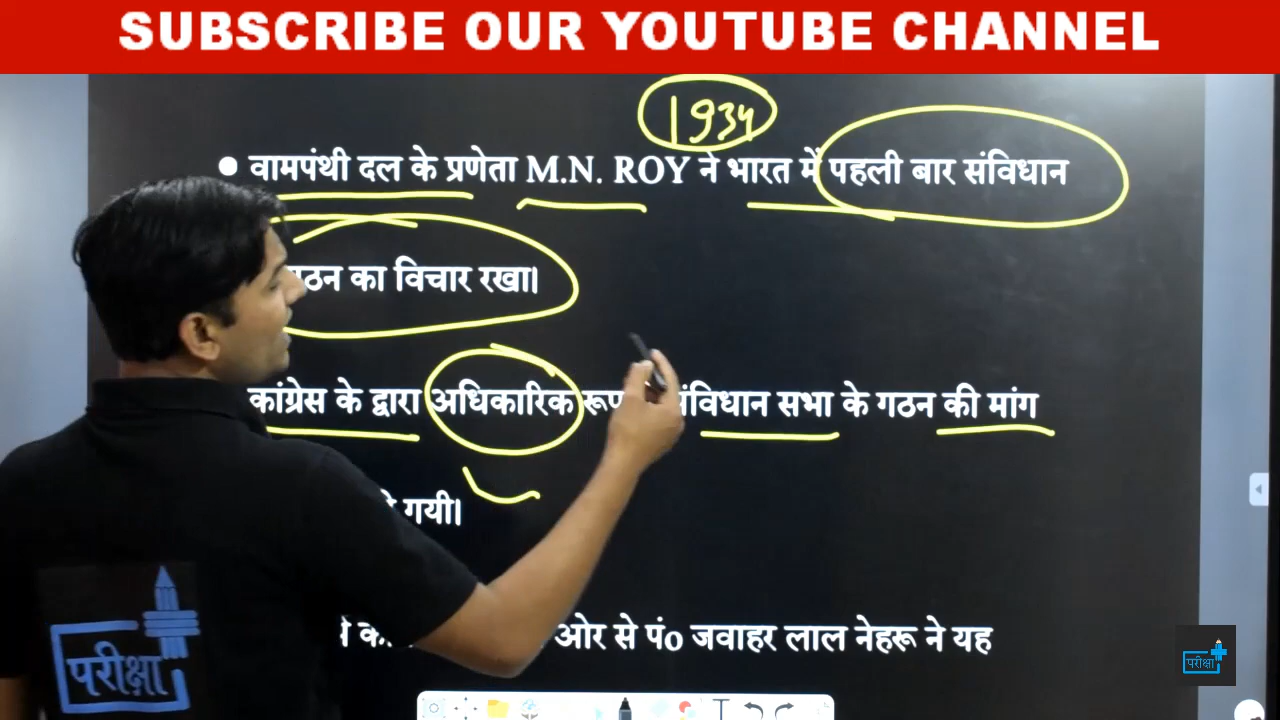 SUBSCRIBE OUR YOUTUBE CHANNEL
1934
वामपंथी दल के प्रणेता M.N. ROY ने भारत में पहली बार संविधान
का विचार रखा।
कांग्रेस के द्वारा अधिकारिक सभा के गठन की मांग
गयी।
ओर से पं० जवाहर लाल नेहरू ने यह
परीक्षा
परीक्षा